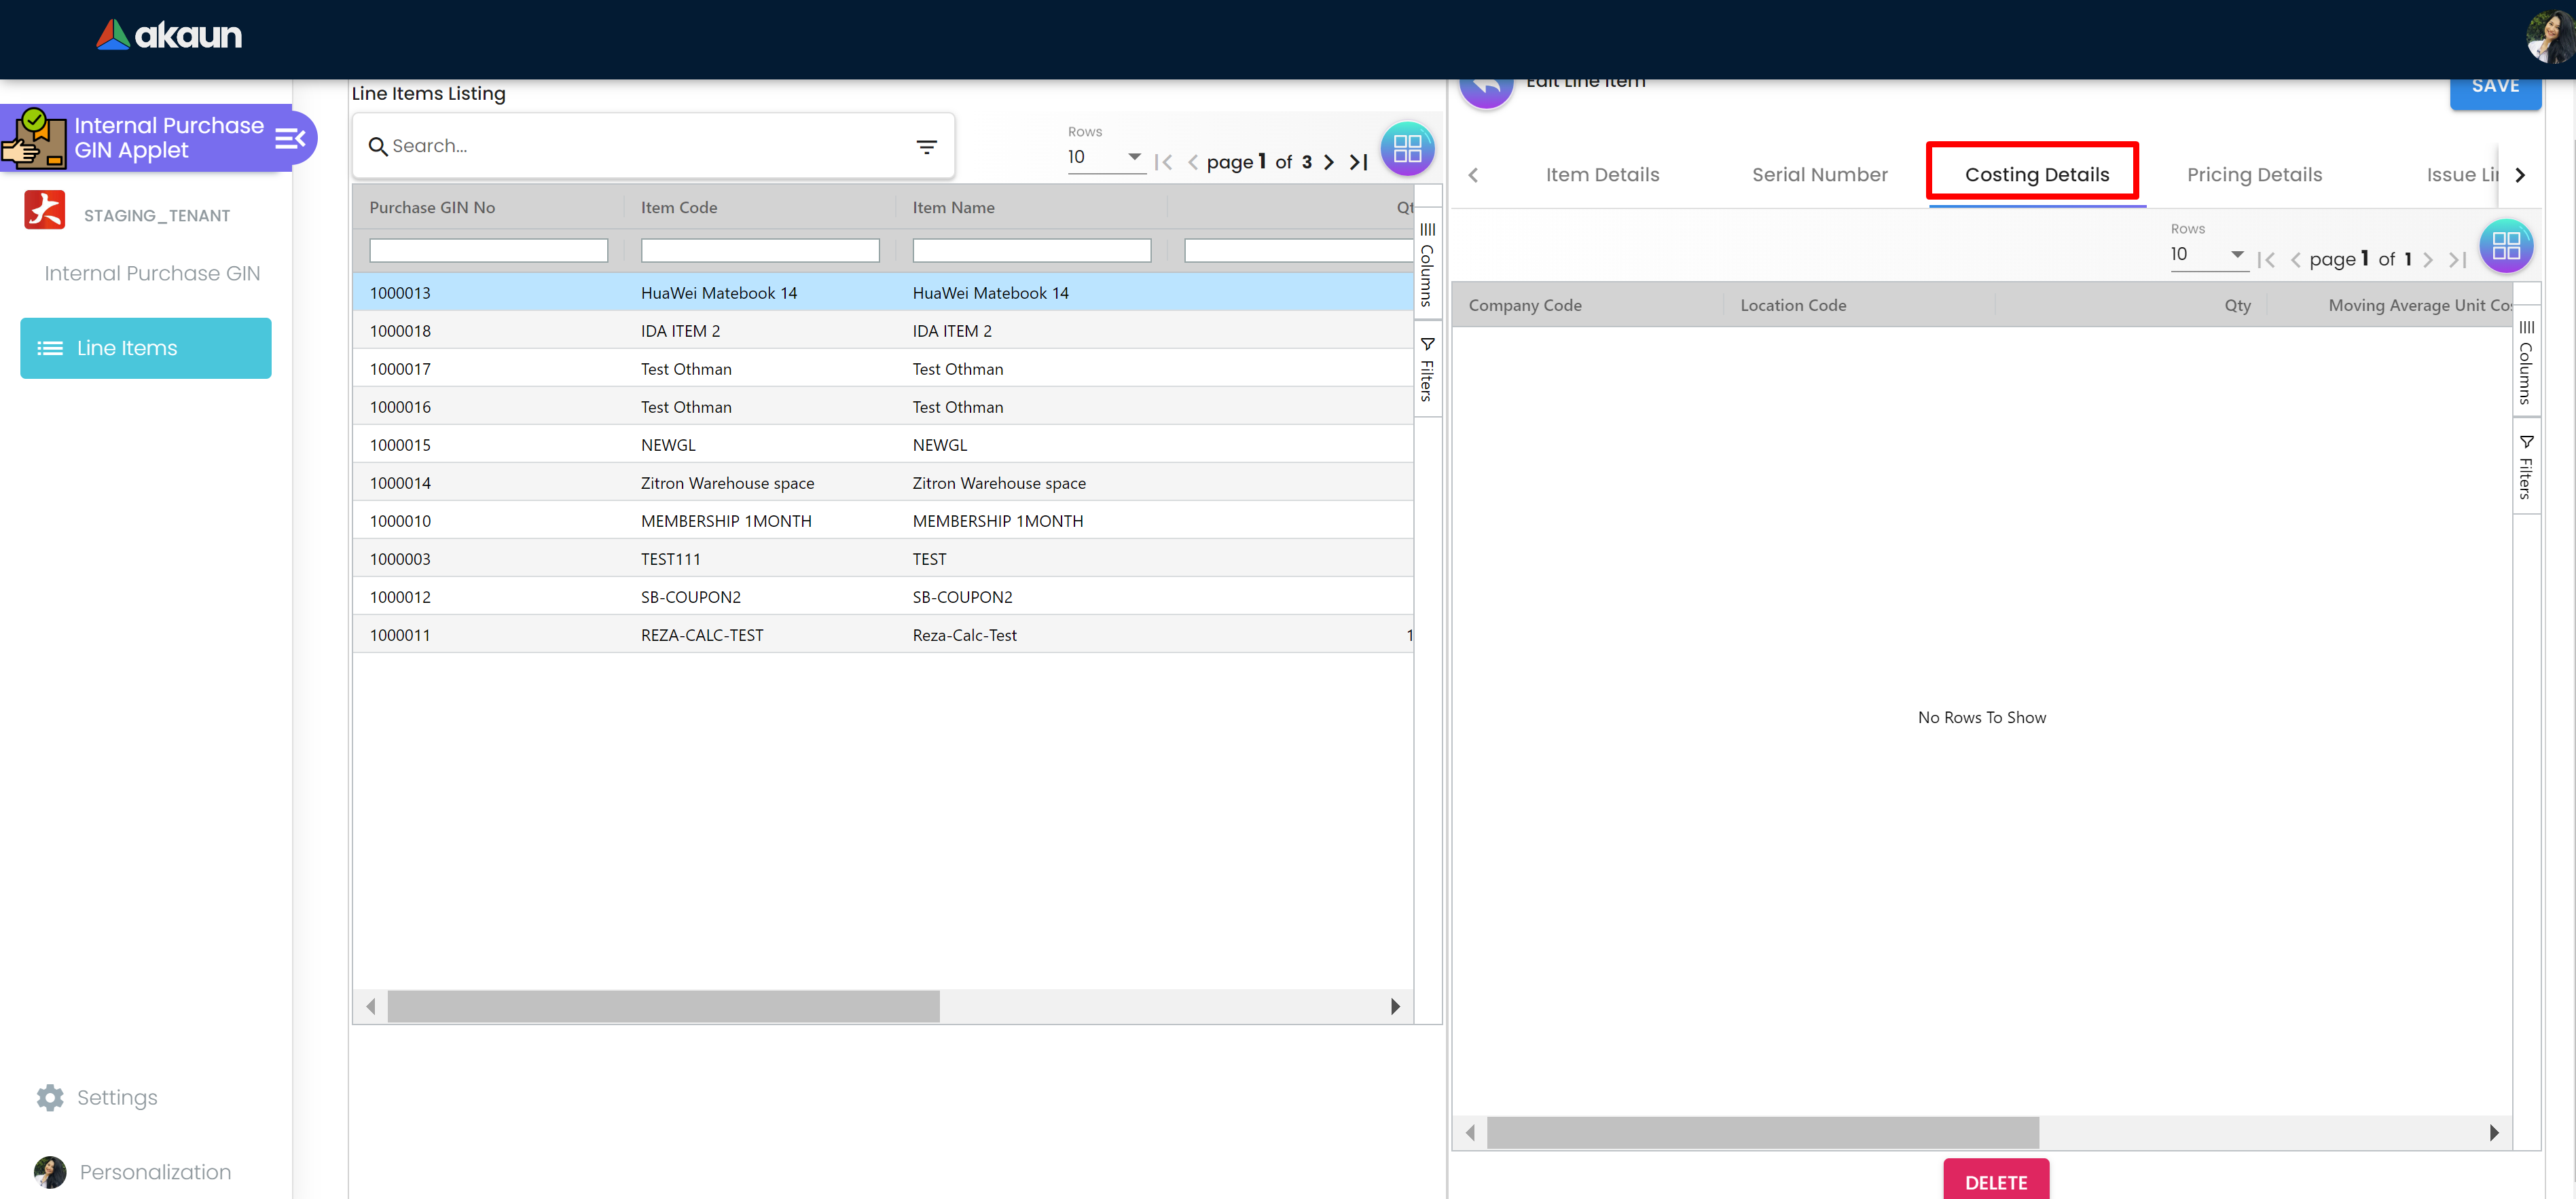 akaun
Internal Purchase
GIN Applet
STAGING_TENANT
Internal Purchase GIN
Line Items
Settings
Personalization
Line Items Listing
Search...
Rows
10
page 1 of 3
Purchase GIN No Item Code Item Name Qt
1000013 HuaWei Matebook 14 HuaWei Matebook 14
1000018 IDA ITEM 2 IDA ITEM 2
1000017 Test Othman Test Othman
1000016 Test Othman Test Othman
1000015 NEWGL NEWGL
1000014 Zitron Warehouse space Zitron Warehouse space
1000010 MEMBERSHIP 1MONTH MEMBERSHIP 1MONTH
1000003 TEST111 TEST
1000012 SB-COUPON2 SB-COUPON2
1000011 REZA-CALC-TEST Reza-Calc-Test 1
Columns
Filters
Edit Line Item
SAVE
Item Details Serial Number Costing Details Pricing Details Issue Lin
Rows
10
page 1 of 1
Company Code Location Code Qty Moving Average Unit Cos
No Rows To Show
Columns
Filters
DELETE